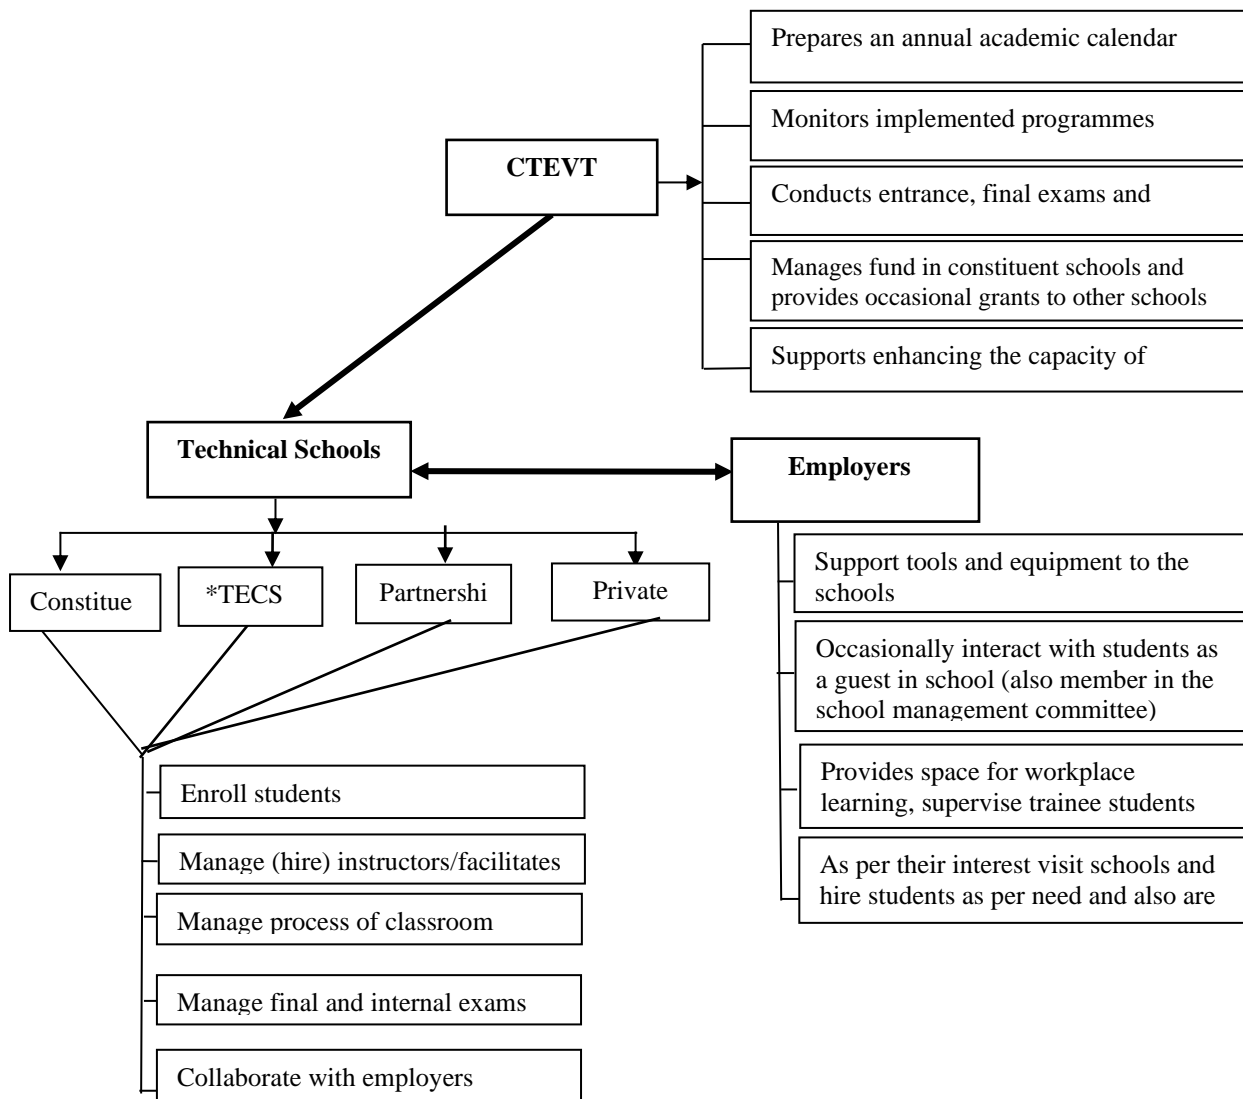 Prepares an annual academic calendar
Monitors implemented programmes
CTEVT
Conducts entrance, final exams and
Manages fund in constituent schools and
provides occasional grants to other schools
Supports enhancing the capacity of
Technical Schools
Employers
Constitue
*TECS
Partnershi
Private
Support tools and equipment to the
schools
Occasionally interact with students as
a guest in school (also member in the
school management committee)
Provides space for workplace
learning, supervise trainee students
As per their interest visit schools and
hire students as per need and also are
Enroll students
Manage (hire) instructors/facilitates
Manage process of classroom
Manage final and internal exams
Collaborate with employers